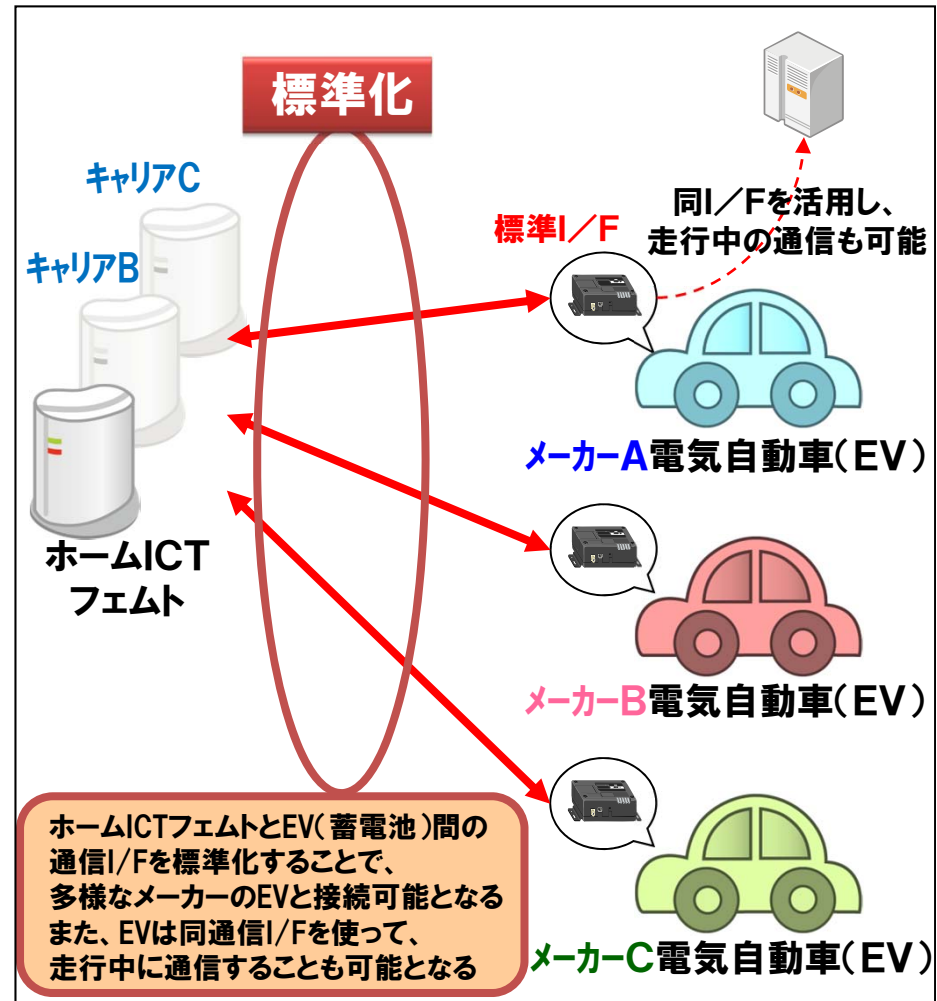 標準化
キャリアC
キャリアB
ホームICT
フェムト
標準I／F
同I／Fを活用し、
走行中の通信も可能
メーカーA電気自動車(EV)
メーカーB電気自動車(EV)
メーカーC電気自動車(EV)
ホームICTフェムトとEV(蓄電池)間の
通信I/Fを標準化することで、
多様なメーカーのEVと接続可能となる
また、EVは同通信I/Fを使って、
走行中に通信することも可能となる